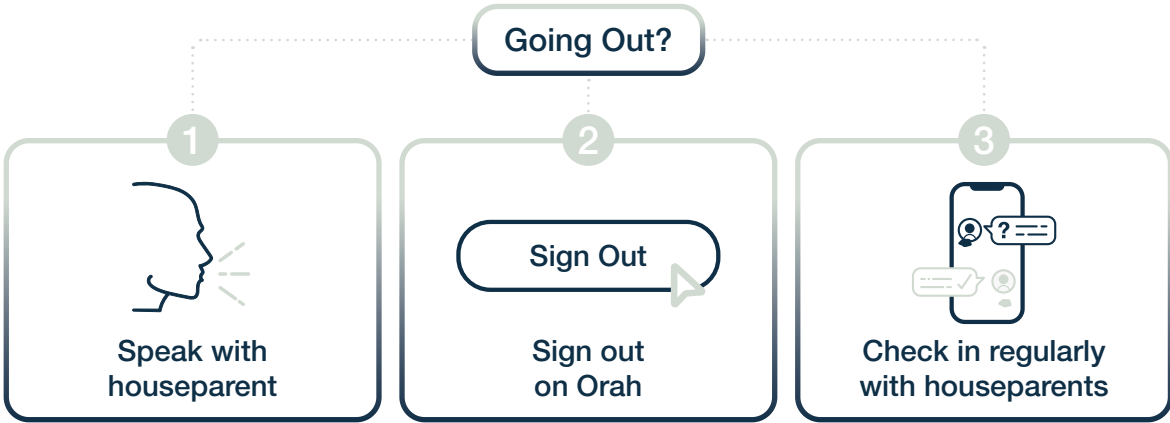 Going Out?
1
2
3
Sign Out
?
Speak with
houseparent
Sign out
on Orah
Check in regularly
with houseparents